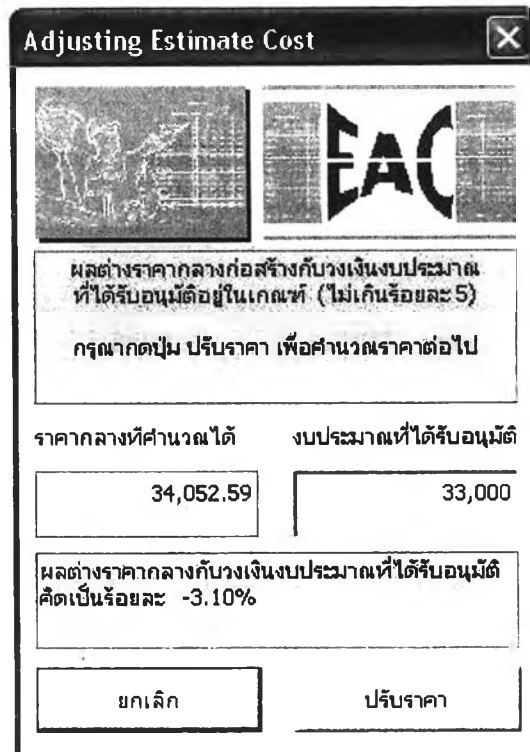 Adjusting Estimate Cost
EAC
ผลต่างราคากลางก่อสร้างกับวงเงินงบประมาณ
ที่ได้รับอนุมัติอยู่ในเกณฑ์ (ไม่เกินร้อยละ 5)
กรุณากดปุ่ม ปรับราคา เพื่อคำนวณราคาต่อไป
ราคากลางที่คำนวณได้ งบประมาณที่ได้รับอนุมัติ
34,052.59 33,000
ผลต่างราคากลางกับวงเงินงบประมาณที่ได้รับอนุมัติ
คิดเป็นร้อยละ -3.10%
ยกเลิก ปรับราคา